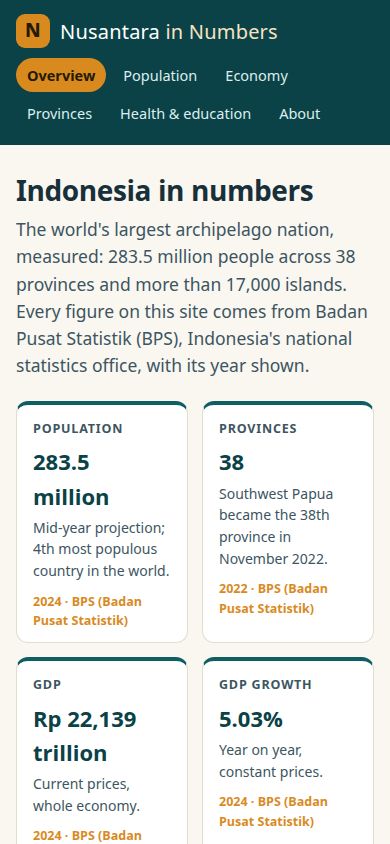 N Nusantara in Numbers
Overview Population Economy
Provinces Health & education About
Indonesia in numbers
The world's largest archipelago nation,
measured: 283.5 million people across 38
provinces and more than 17,000 islands.
Every figure on this site comes from Badan
Pusat Statistik (BPS), Indonesia's national
statistics office, with its year shown.
POPULATION
283.5
million
Mid-year projection;
4th most populous
country in the world.
2024 · BPS (Badan
Pusat Statistik)
PROVINCES
38
Southwest Papua
became the 38th
province in
November 2022.
2022 · BPS (Badan
Pusat Statistik)
GDP
Rp 22,139
trillion
Current prices,
whole economy.
2024 · BPS (Badan
GDP GROWTH
5.03%
Year on year,
constant prices.
2024 · BPS (Badan
Pusat Statistik)